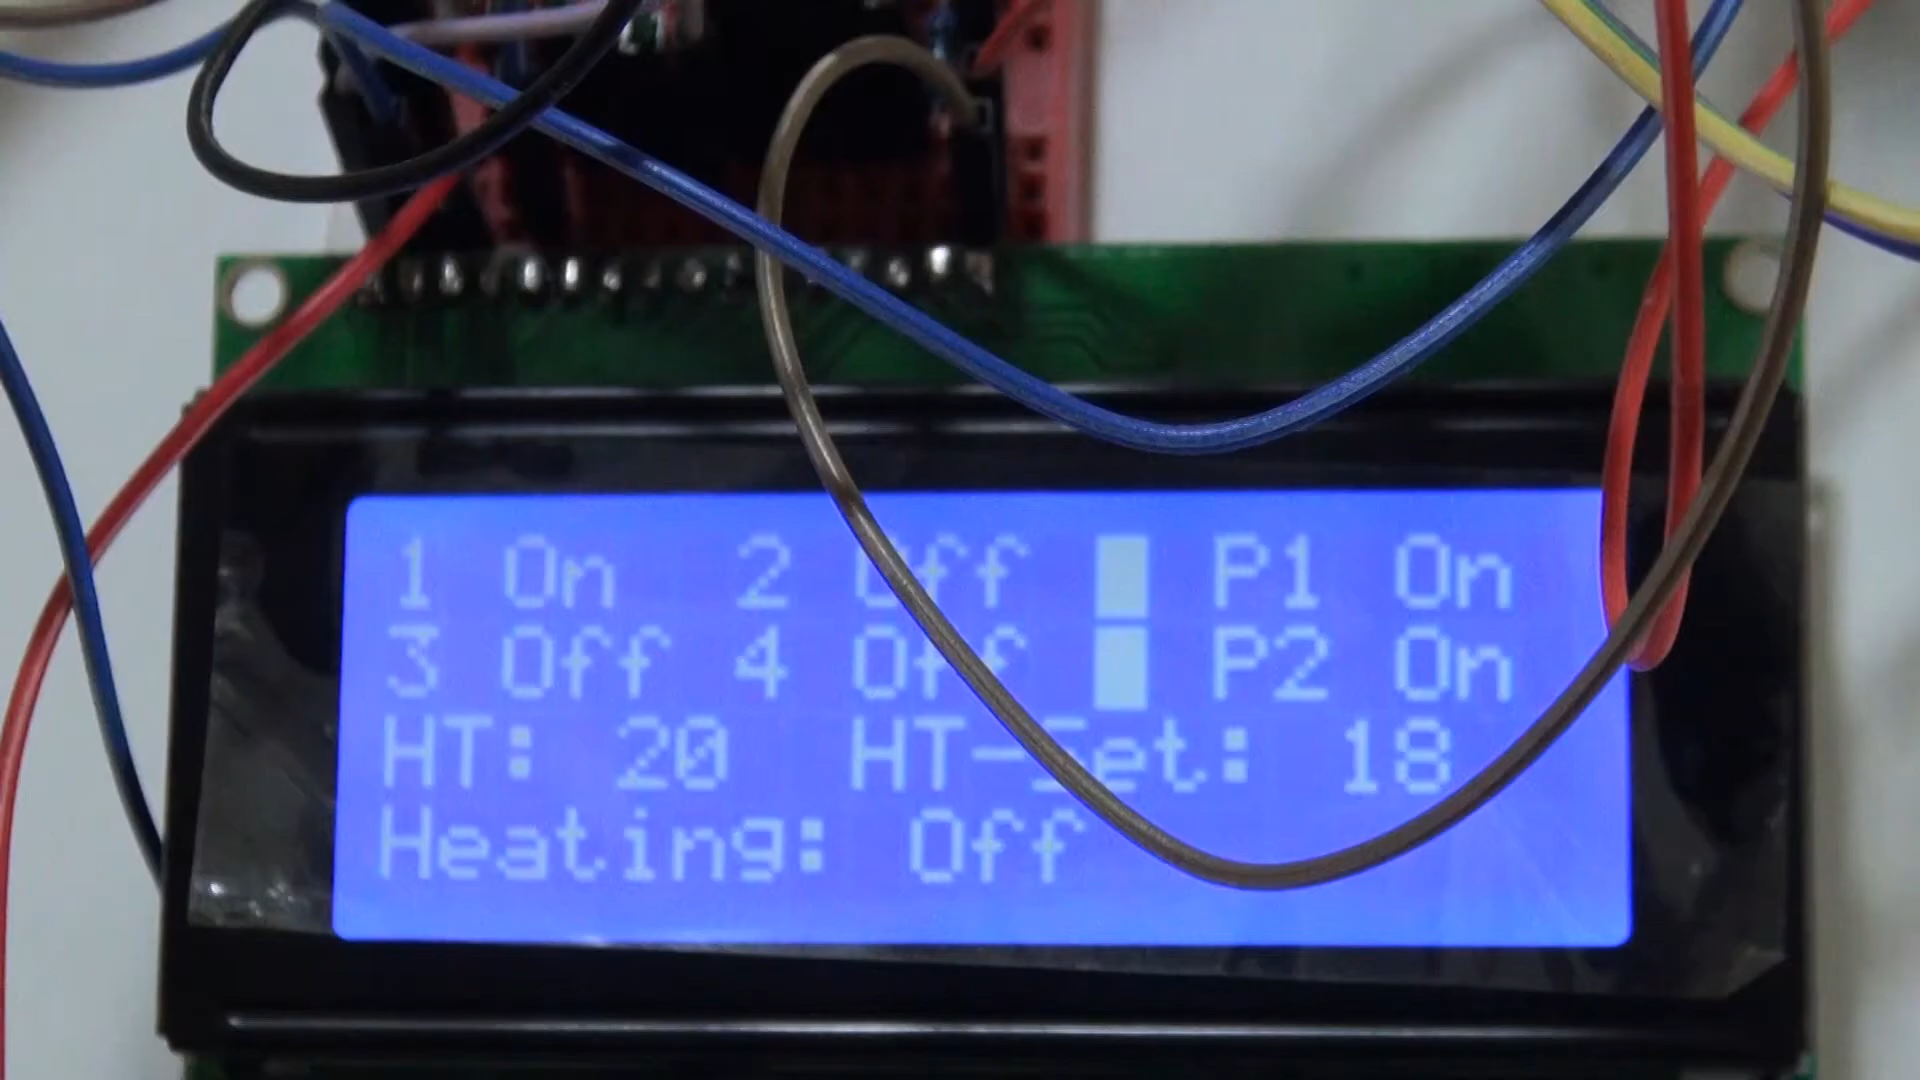 1 On 2 Off █ P1 On
3 Off 4 Off █ P2 On
HT: 20 HT-Set: 18
Heating: Off